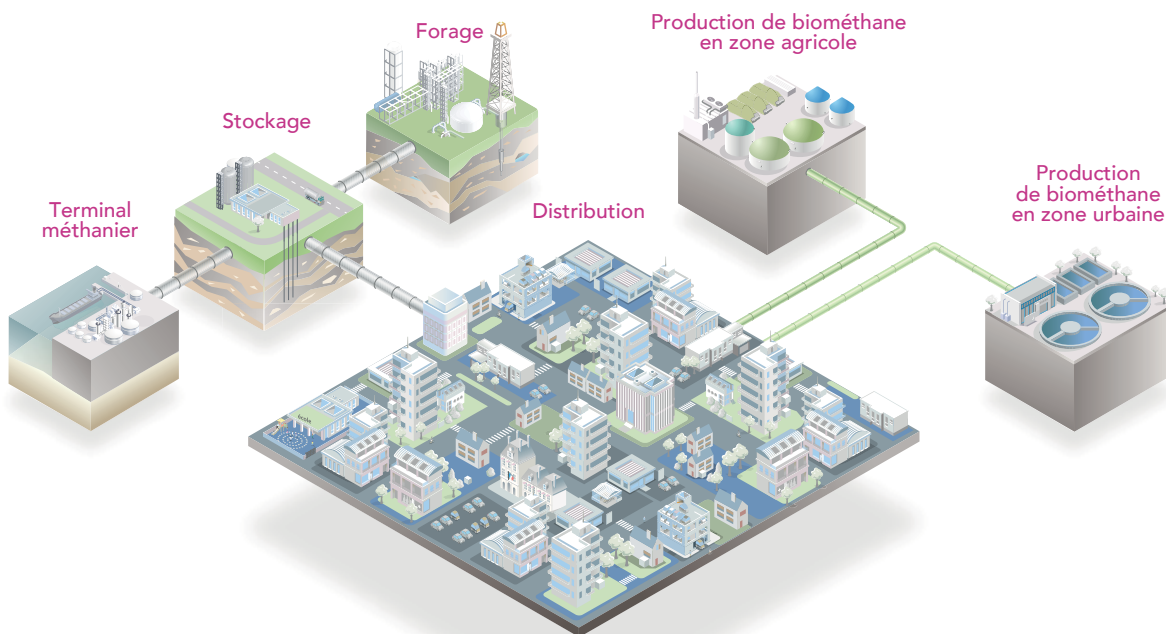 Forage
Production de biométhane
en zone agricole
Stockage
Production
de biométhane
en zone urbaine
Terminal
méthanier
Distribution